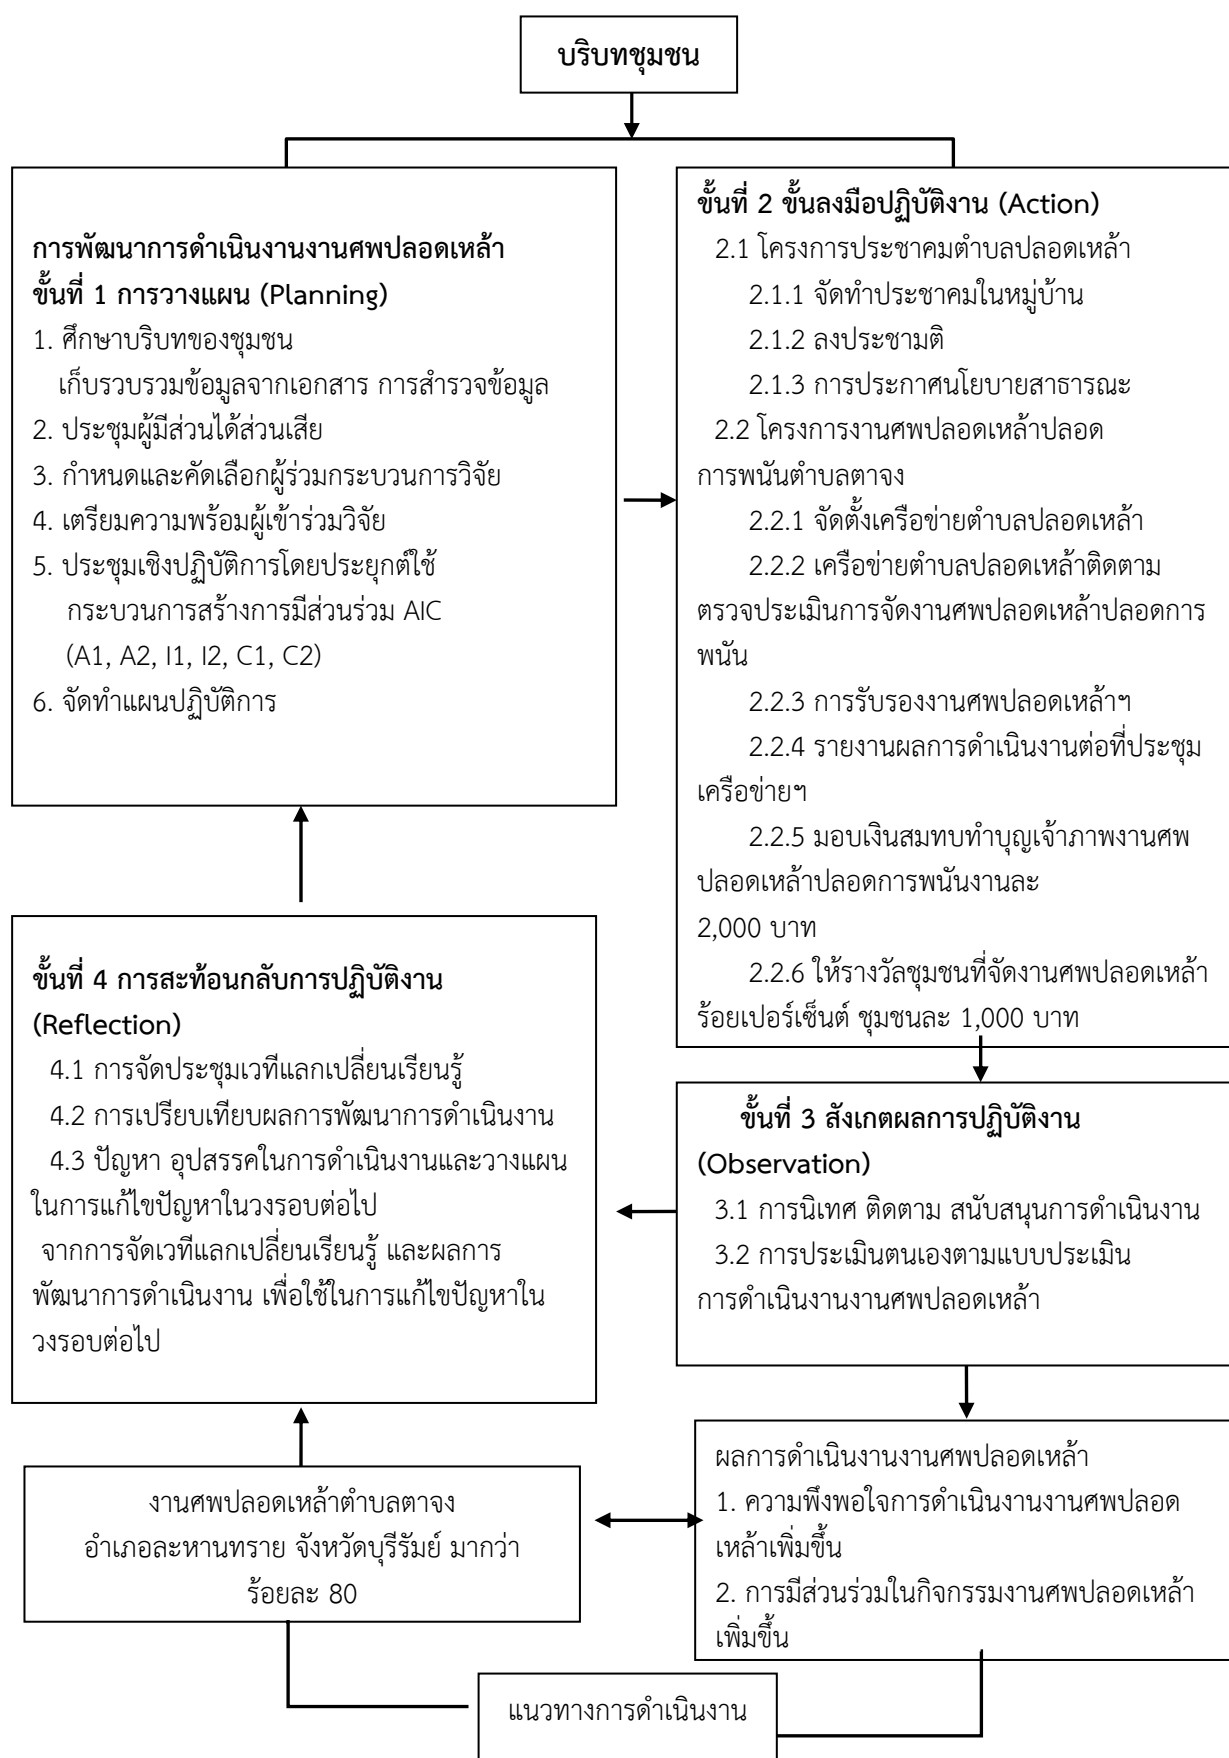 บริบทชุมชน
การพัฒนาการดำเนินงานงานศพปลอดเหล้า
ขั้นที่ 1 การวางแผน (Planning)
1. ศึกษาบริบทของชุมชน
เก็บรวบรวมข้อมูลจากเอกสาร การสำรวจข้อมูล
2. ประชุมผู้มีส่วนได้ส่วนเสีย
3. กำหนดและคัดเลือกผู้ร่วมกระบวนการวิจัย
4. เตรียมความพร้อมผู้เข้าร่วมวิจัย
5. ประชุมเชิงปฏิบัติการโดยประยุกต์ใช้
กระบวนการสร้างการมีส่วนร่วม AIC
(A1, A2, I1, I2, C1, C2)
6. จัดทำแผนปฏิบัติการ
ขั้นที่ 2 ขั้นลงมือปฏิบัติงาน (Action)
2.1 โครงการประชาคมตำบลปลอดเหล้า
2.1.1 จัดทำประชาคมในหมู่บ้าน
2.1.2 ลงประชามติ
2.1.3 การประกาศนโยบายสาธารณะ
2.2 โครงการงานศพปลอดเหล้าปลอด
การพนันตำบลตาจง
2.2.1 จัดตั้งเครือข่ายตำบลปลอดเหล้า
2.2.2 เครือข่ายตำบลปลอดเหล้าติดตาม
ตรวจประเมินการจัดงานศพปลอดเหล้าปลอดการ
พนัน
2.2.3 การรับรองงานศพปลอดเหล้าฯ
2.2.4 รายงานผลการดำเนินงานต่อที่ประชุม
เครือข่ายฯ
2.2.5 มอบเงินสมทบทำบุญเจ้าภาพงานศพ
ปลอดเหล้าปลอดการพนันงานละ
2,000 บาท
2.2.6 ให้รางวัลชุมชนที่จัดงานศพปลอดเหล้า
ร้อยเปอร์เซ็นต์ ชุมชนละ 1,000 บาท
ขั้นที่ 3 สังเกตผลการปฏิบัติงาน
(Observation)
3.1 การนิเทศ ติดตาม สนับสนุนการดำเนินงาน
3.2 การประเมินตนเองตามแบบประเมิน
การดำเนินงานงานศพปลอดเหล้า
ขั้นที่ 4 การสะท้อนกลับการปฏิบัติงาน
(Reflection)
4.1 การจัดประชุมเวทีแลกเปลี่ยนเรียนรู้
4.2 การเปรียบเทียบผลการพัฒนาการดำเนินงาน
4.3 ปัญหา อุปสรรคในการดำเนินงานและวางแผน
ในการแก้ไขปัญหาในวงรอบต่อไป
จากการจัดเวทีแลกเปลี่ยนเรียนรู้ และผลการ
พัฒนาการดำเนินงาน เพื่อใช้ในการแก้ไขปัญหาใน
วงรอบต่อไป
ผลการดำเนินงานงานศพปลอดเหล้า
1. ความพึงพอใจการดำเนินงานงานศพปลอด
เหล้าเพิ่มขึ้น
2. การมีส่วนร่วมในกิจกรรมงานศพปลอดเหล้า
เพิ่มขึ้น
งานศพปลอดเหล้าตำบลตาจง
อำเภอละหานทราย จังหวัดบุรีรัมย์ มากว่า
ร้อยละ 80
แนวทางการดำเนินงาน